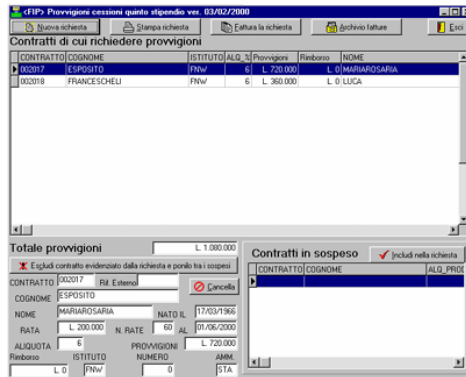 <FIP> Provvigioni cessioni quinto stipendio ver. 03/02/2000
Nuova richiesta Stampa richiesta Fattura la richiesta Archivio fatture Esci
Contratti di cui richiedere provvigioni
CONTRATTO COGNOME ISTITUTO ALQ_% Provvigioni Rimborso NOME
002017 ESPOSITO FNW 6 L. 720.000 L. 0 MARIAROSARIA
002018 FRANCESCHELI FNW 6 L. 360.000 L. 0 LUCA
Totale provvigioni L. 1.080.000
Escludi contratto evidenziato dalla richiesta e ponilo tra i sospesi
CONTRATTO 002017 Rif. Esterno Cancella
COGNOME ESPOSITO
NOME MARIAROSARIA NATO IL 17/03/1966
RATA L. 200.000 N. RATE 60 AL 01/06/2000
ALIQUOTA 6 PROVVIGIONI L. 720.000
Rimborso ISTITUTO NUMERO AMM.
L. 0 FNW 0 STA
Contratti in sospeso Includi nella richiesta
CONTRATTO COGNOME ALQ_PROD